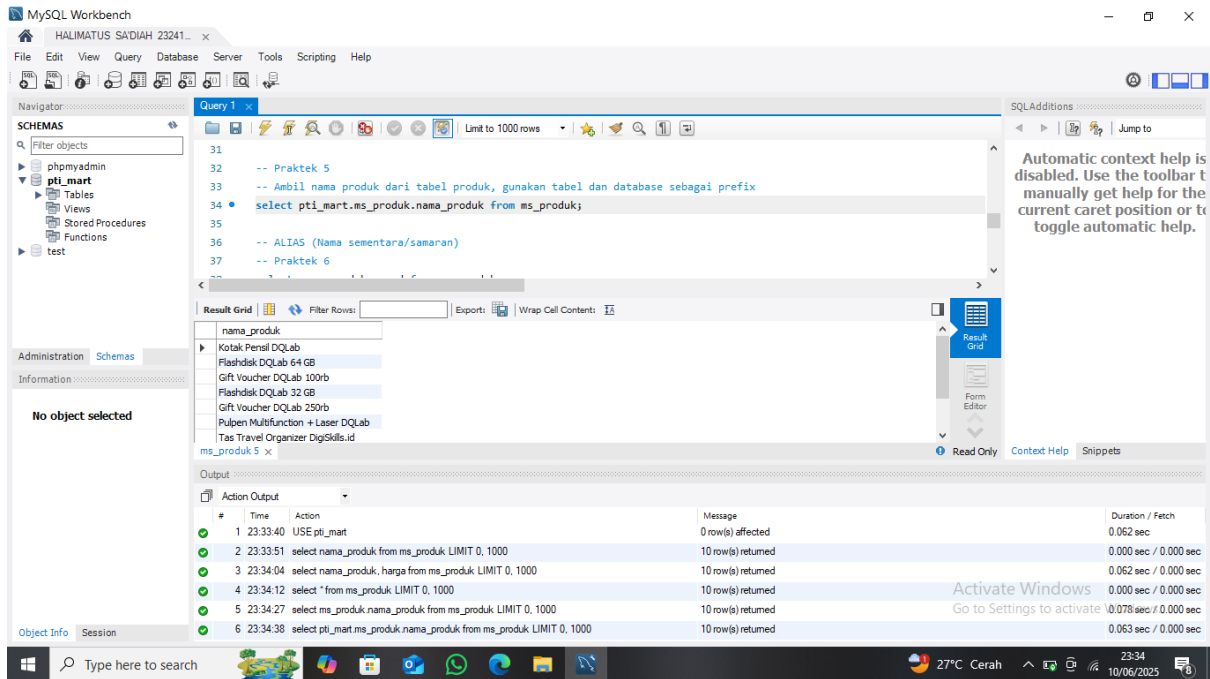 MySQL Workbench
HALIMATUS SA'DIAH 23241...
File Edit View Query Database Server Tools Scripting Help
Navigator
SCHEMAS
Filter objects
phpmyadmin
pti_mart
Tables
Views
Stored Procedures
Functions
test
Administration Schemas
Information
No object selected
Object Info Session
Query 1
Limit to 1000 rows
31
32 -- Praktek 5
33 -- Ambil nama produk dari tabel produk, gunakan tabel dan database sebagai prefix
34 select pti_mart.ms_produk.nama_produk from ms_produk;
35
36 -- ALIAS (Nama sementara/samaran)
37 -- Praktek 6
Result Grid Filter Rows: Export: Wrap Cell Content:
nama_produk
Kotak Pensil DQLab
Flashdisk DQLab 64 GB
Gift Voucher DQLab 100rb
Flashdisk DQLab 32 GB
Gift Voucher DQLab 250rb
Pulpen Multifunction + Laser DQLab
Tas Travel Organizer DigiSkills.id
Result Grid
Form Editor
ms_produk 5
Read Only
SQLAdditions
Jump to
Automatic context help is
disabled. Use the toolbar t
manually get help for the
current caret position or to
toggle automatic help.
Context Help Snippets
Output
Action Output
# Time Action Message Duration / Fetch
1 23:33:40 USE pti_mart 0 row(s) affected 0.062 sec
2 23:33:51 select nama_produk from ms_produk LIMIT 0, 1000 10 row(s) returned 0.000 sec / 0.000 sec
3 23:34:04 select nama_produk, harga from ms_produk LIMIT 0, 1000 10 row(s) returned 0.062 sec / 0.000 sec
4 23:34:12 select * from ms_produk LIMIT 0, 1000 10 row(s) returned 0.000 sec / 0.000 sec
5 23:34:27 select ms_produk.nama_produk from ms_produk LIMIT 0, 1000 10 row(s) returned 0.078 sec / 0.000 sec
6 23:34:38 select pti_mart.ms_produk.nama_produk from ms_produk LIMIT 0, 1000 10 row(s) returned 0.063 sec / 0.000 sec
Activate Windows
Go to Settings to activate Windows.
Type here to search
27°C Cerah
23:34
10/06/2025
8